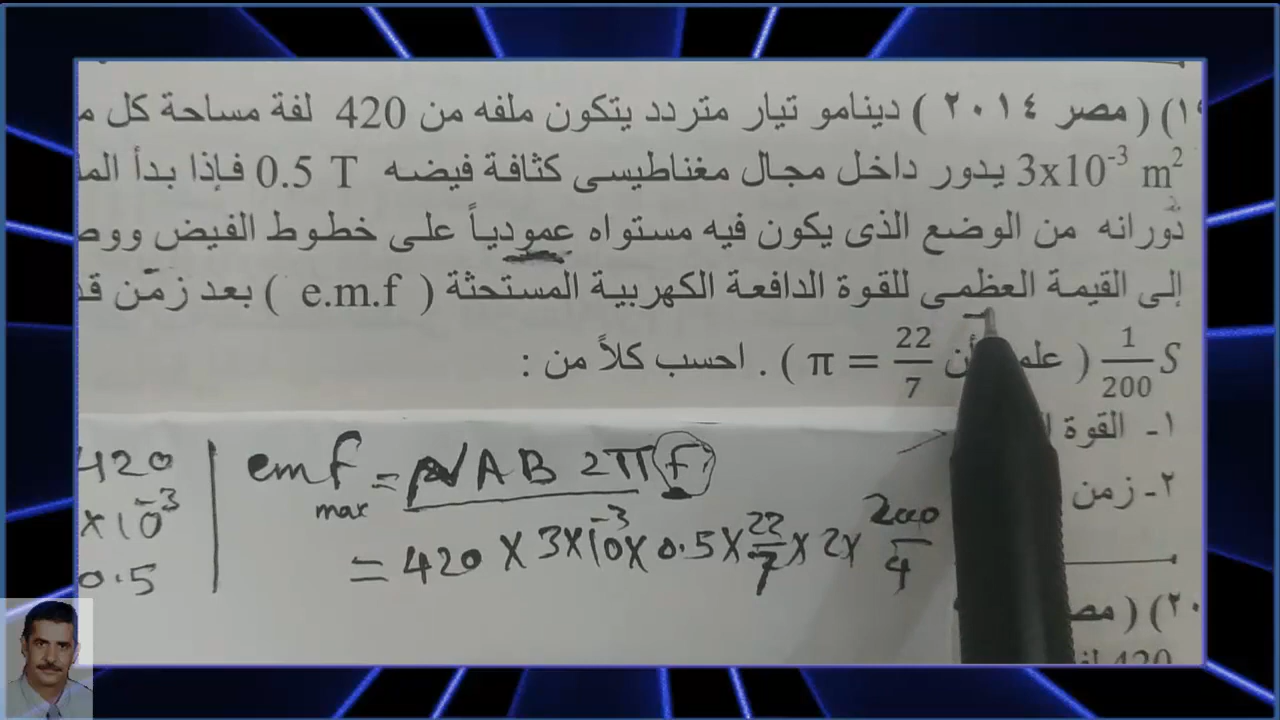 ١٩) ( مصر ٢٠١٤ ) دينامو تيار متردد يتكون ملفه من 420 لفة مساحة كل
3x10-3 m2 يدور داخل مجال مغناطيسى كثافة فيضه 0.5 T فإذا بدأ
دورانه من الوضع الذى يكون فيه مستواه عمودياً على خطوط الفيض
إلى القيمة العظمى للقوة الدافعة الكهربية المستحثة ( e.m.f ) بعد زمن
1/200 S ( π = 22/7 ) . احسب كلاً من :
١- القوة
٢- زمن
420
x10-3
0.5
emf max = NAB 2π f
= 420 x 3x10-3 x 0.5 x 22/7 x 2 x 200/4
٢٠) ( مصر
420